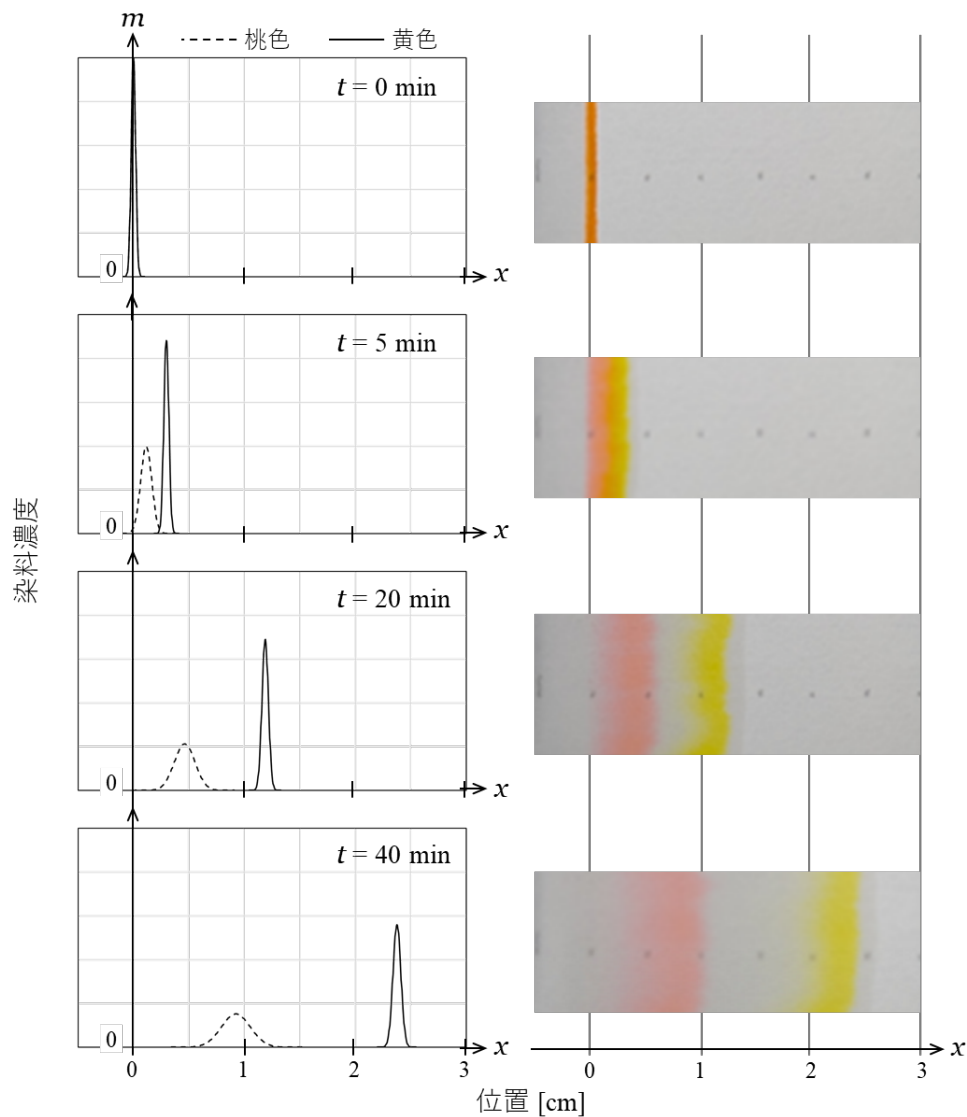 m
桃色 黄色
t = 0 min
0
x
t = 5 min
0
x
染料濃度
t = 20 min
0
x
t = 40 min
0
x
0 1 2 3
0 1 2 3
x
位置 [cm]